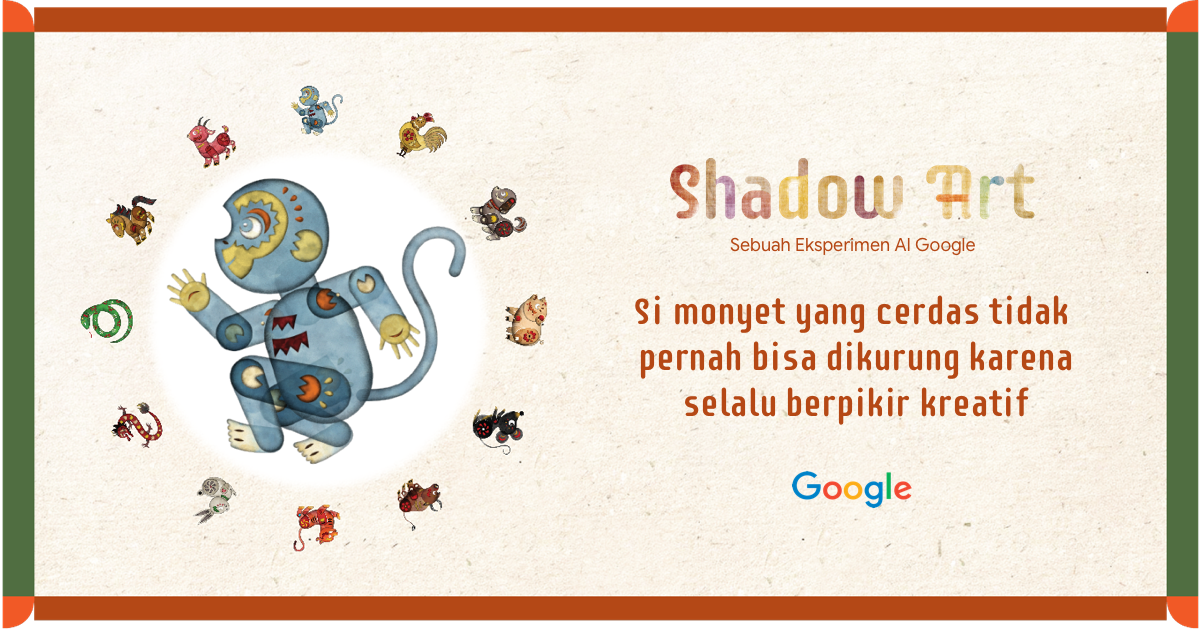 Shadow Art
Sebuah Eksperimen AI Google
Si monyet yang cerdas tidak
pernah bisa dikurung karena
selalu berpikir kreatif
Google